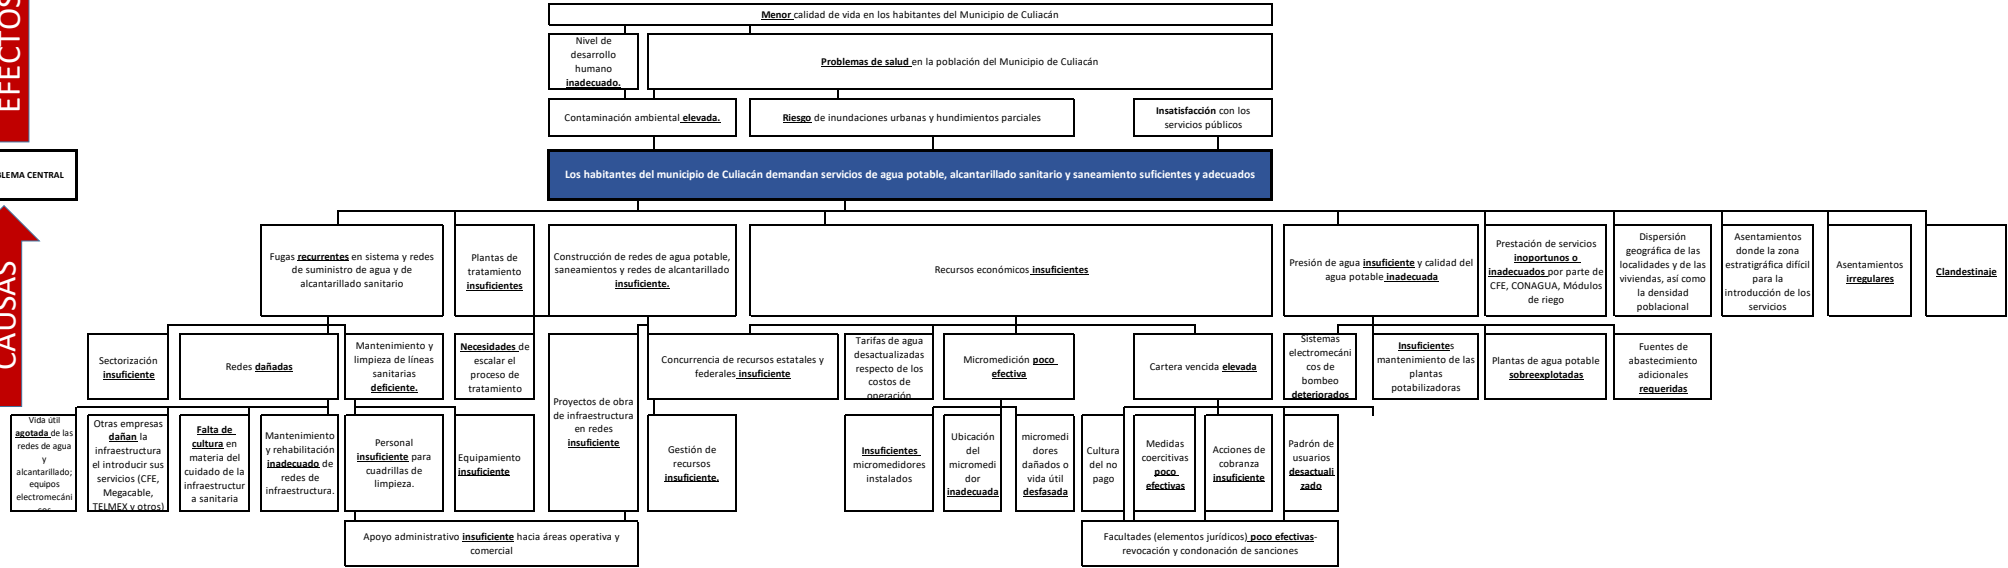 EFECTOS
Menor calidad de vida en los habitantes del Municipio de Culiacán
Nivel de
desarrollo
humano
inadecuado.
Problemas de salud en la población del Municipio de Culiacán
Contaminación ambiental elevada.
Riesgo de inundaciones urbanas y hundimientos parciales
Insatisfacción con los
servicios públicos
BLEMA CENTRAL
Los habitantes del municipio de Culiacán demandan servicios de agua potable, alcantarillado sanitario y saneamiento suficientes y adecuados
CAUSAS
Fugas recurrentes en sistema y redes
de suministro de agua y de
alcantarillado sanitario
Plantas de
tratamiento
insuficientes
Construcción de redes de agua potable,
saneamientos y redes de alcantarillado
insuficiente.
Recursos económicos insuficientes
Presión de agua insuficiente y calidad del
agua potable inadecuada
Prestación de servicios
inoportunos o
inadecuados por parte de
CFE, CONAGUA, Módulos
de riego
Dispersión
geográfica de las
localidades y de las
viviendas, así como
la densidad
poblacional
Asentamientos
donde la zona
estratigráfica difícil
para la
introducción de los
servicios
Asentamientos
irregulares
Clandestinaje
Sectorización
insuficiente
Redes dañadas
Mantenimiento y
limpieza de líneas
sanitarias
deficiente.
Necesidades de
escalar el
proceso de
tratamiento
Proyectos de obra
de infraestructura
en redes
insuficiente
Concurrencia de recursos estatales y
federales insuficiente
Tarifas de agua
desactualizadas
respecto de los
costos de
operación
Micromedición poco
efectiva
Cartera vencida elevada
Sistemas
electromecáni
cos de bombeo
deteriorados
Insuficientes
mantenimiento de las
plantas
potabilizadoras
Plantas de agua potable
sobreexplotadas
Fuentes de
abastecimiento
adicionales
requeridas
Vida útil
agotada de las
redes de agua
y
alcantarillado;
equipos
electromecáni
cos
Otras empresas
dañan la
infraestructura
el introducir sus
servicios (CFE,
Megacable,
TELMEX y otros)
Falta de
cultura en
materia del
cuidado de la
infraestructur
a sanitaria
Mantenimiento
y rehabilitación
inadecuado de
redes de
infraestructura.
Personal
insuficiente para
cuadrillas de
limpieza.
Equipamiento
insuficiente
Gestión de
recursos
insuficiente.
Insuficientes
micromedidores
instalados
Ubicación
del
micromedi
dor
inadecuada
micromedi
dores
dañados o
vida útil
desfasada
Cultura
del no
pago
Medidas
coercitivas
poco
efectivas
Acciones de
cobranza
insuficiente
Padrón de
usuarios
desactuali
zado
Apoyo administrativo insuficiente hacia áreas operativa y
comercial
Facultades (elementos jurídicos) poco efectivas-
revocación y condonación de sanciones